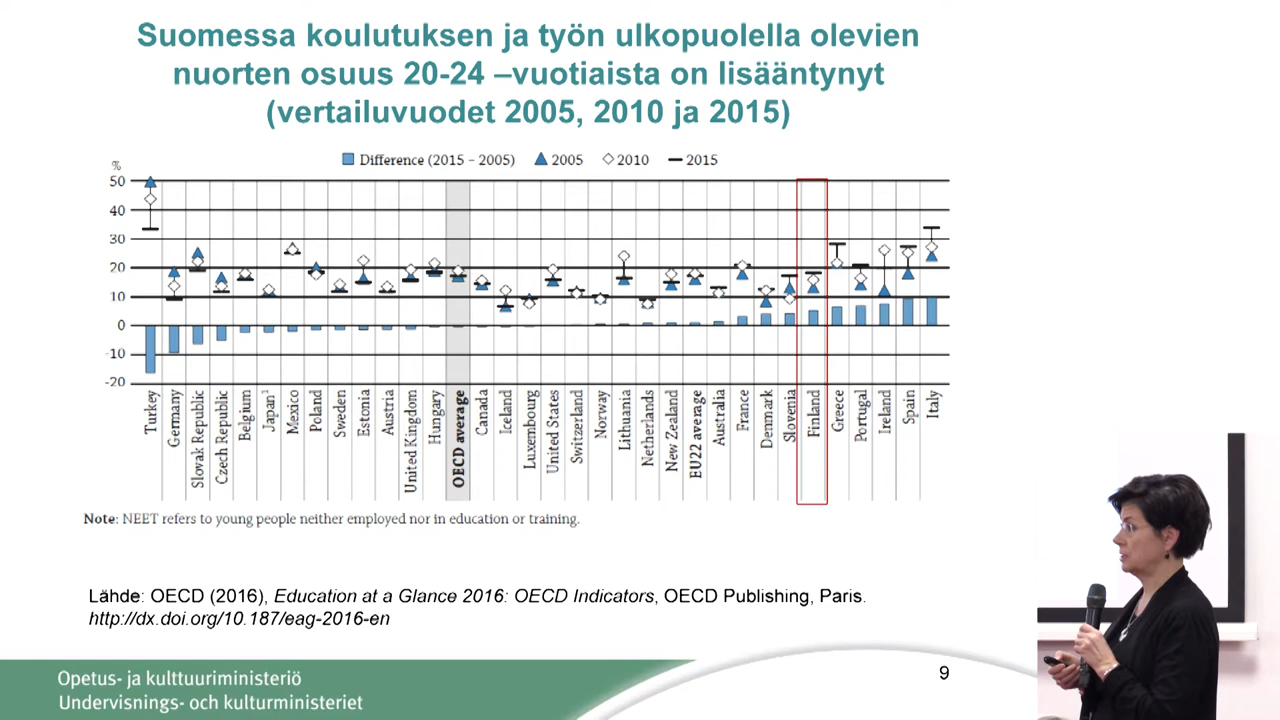 Suomessa koulutuksen ja työn ulkopuolella olevien
nuorten osuus 20-24 –vuotiaista on lisääntynyt
(vertailuvuodet 2005, 2010 ja 2015)
Difference (2015 – 2005) 2005 2010 2015
%
50
40
30
20
10
0
-10
-20
Turkey
Germany
Slovak Republic
Czech Republic
Belgium
Japan¹
Mexico
Poland
Sweden
Estonia
Austria
United Kingdom
Hungary
OECD average
Canada
Iceland
Luxembourg
United States
Switzerland
Norway
Lithuania
Netherlands
New Zealand
EU22 average
Australia
France
Denmark
Slovenia
Finland
Greece
Portugal
Ireland
Spain
Italy
Note: NEET refers to young people neither employed nor in education or training.
Lähde: OECD (2016), Education at a Glance 2016: OECD Indicators, OECD Publishing, Paris.
http://dx.doi.org/10.187/eag-2016-en
Opetus- ja kulttuuriministeriö
Undervisnings- och kulturministeriet
9